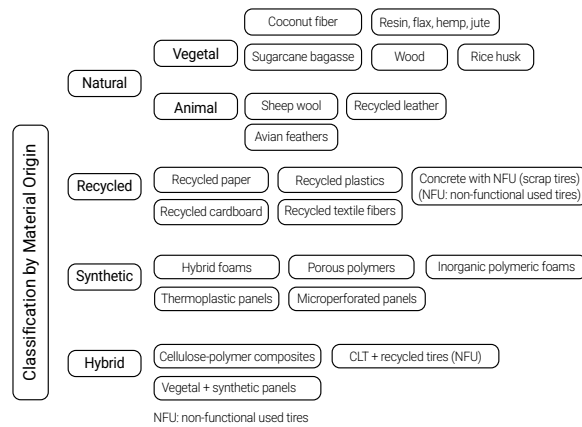 Classification by Material Origin
Natural
Vegetal
Coconut fiber
Resin, flax, hemp, jute
Sugarcane bagasse
Wood
Rice husk
Animal
Sheep wool
Recycled leather
Avian feathers
Recycled
Recycled paper
Recycled plastics
Concrete with NFU (scrap tires)
(NFU: non-functional used tires)
Recycled cardboard
Recycled textile fibers
Synthetic
Hybrid foams
Porous polymers
Inorganic polymeric foams
Thermoplastic panels
Microperforated panels
Hybrid
Cellulose-polymer composites
CLT + recycled tires (NFU)
Vegetal + synthetic panels
NFU: non-functional used tires